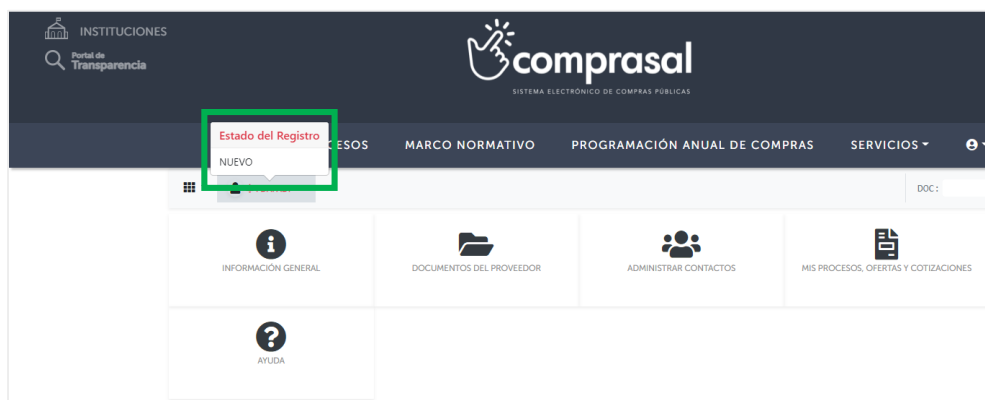 INSTITUCIONES
Portal de
Transparencia
comprasal
SISTEMA ELECTRÓNICO DE COMPRAS PÚBLICAS
Estado del Registro
NUEVO
CESOS MARCO NORMATIVO PROGRAMACIÓN ANUAL DE COMPRAS SERVICIOS
DOC:
INFORMACIÓN GENERAL DOCUMENTOS DEL PROVEEDOR ADMINISTRAR CONTACTOS MIS PROCESOS, OFERTAS Y COTIZACIONES
AYUDA